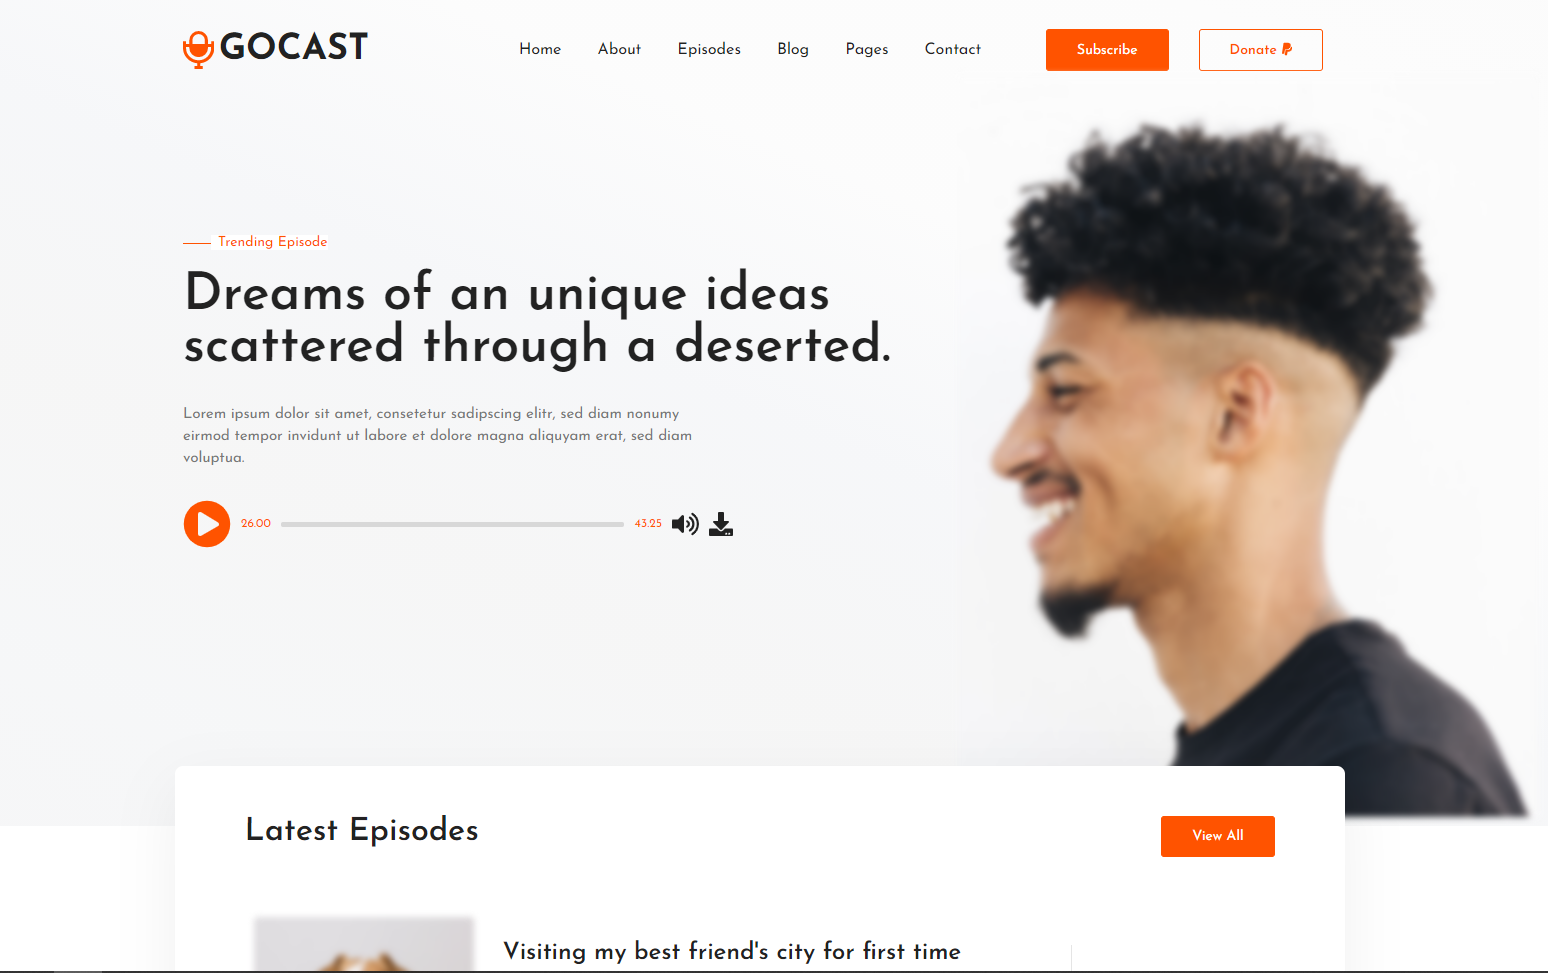 GOCAST
Home About Episodes Blog Pages Contact Subscribe Donate
Trending Episode
Dreams of an unique ideas
scattered through a deserted.
Lorem ipsum dolor sit amet, consetetur sadipscing elitr, sed diam nonumy
eirmod tempor invidunt ut labore et dolore magna aliquyam erat, sed diam
voluptua.
26.00 43.25
Latest Episodes
View All
Visiting my best friend's city for first time